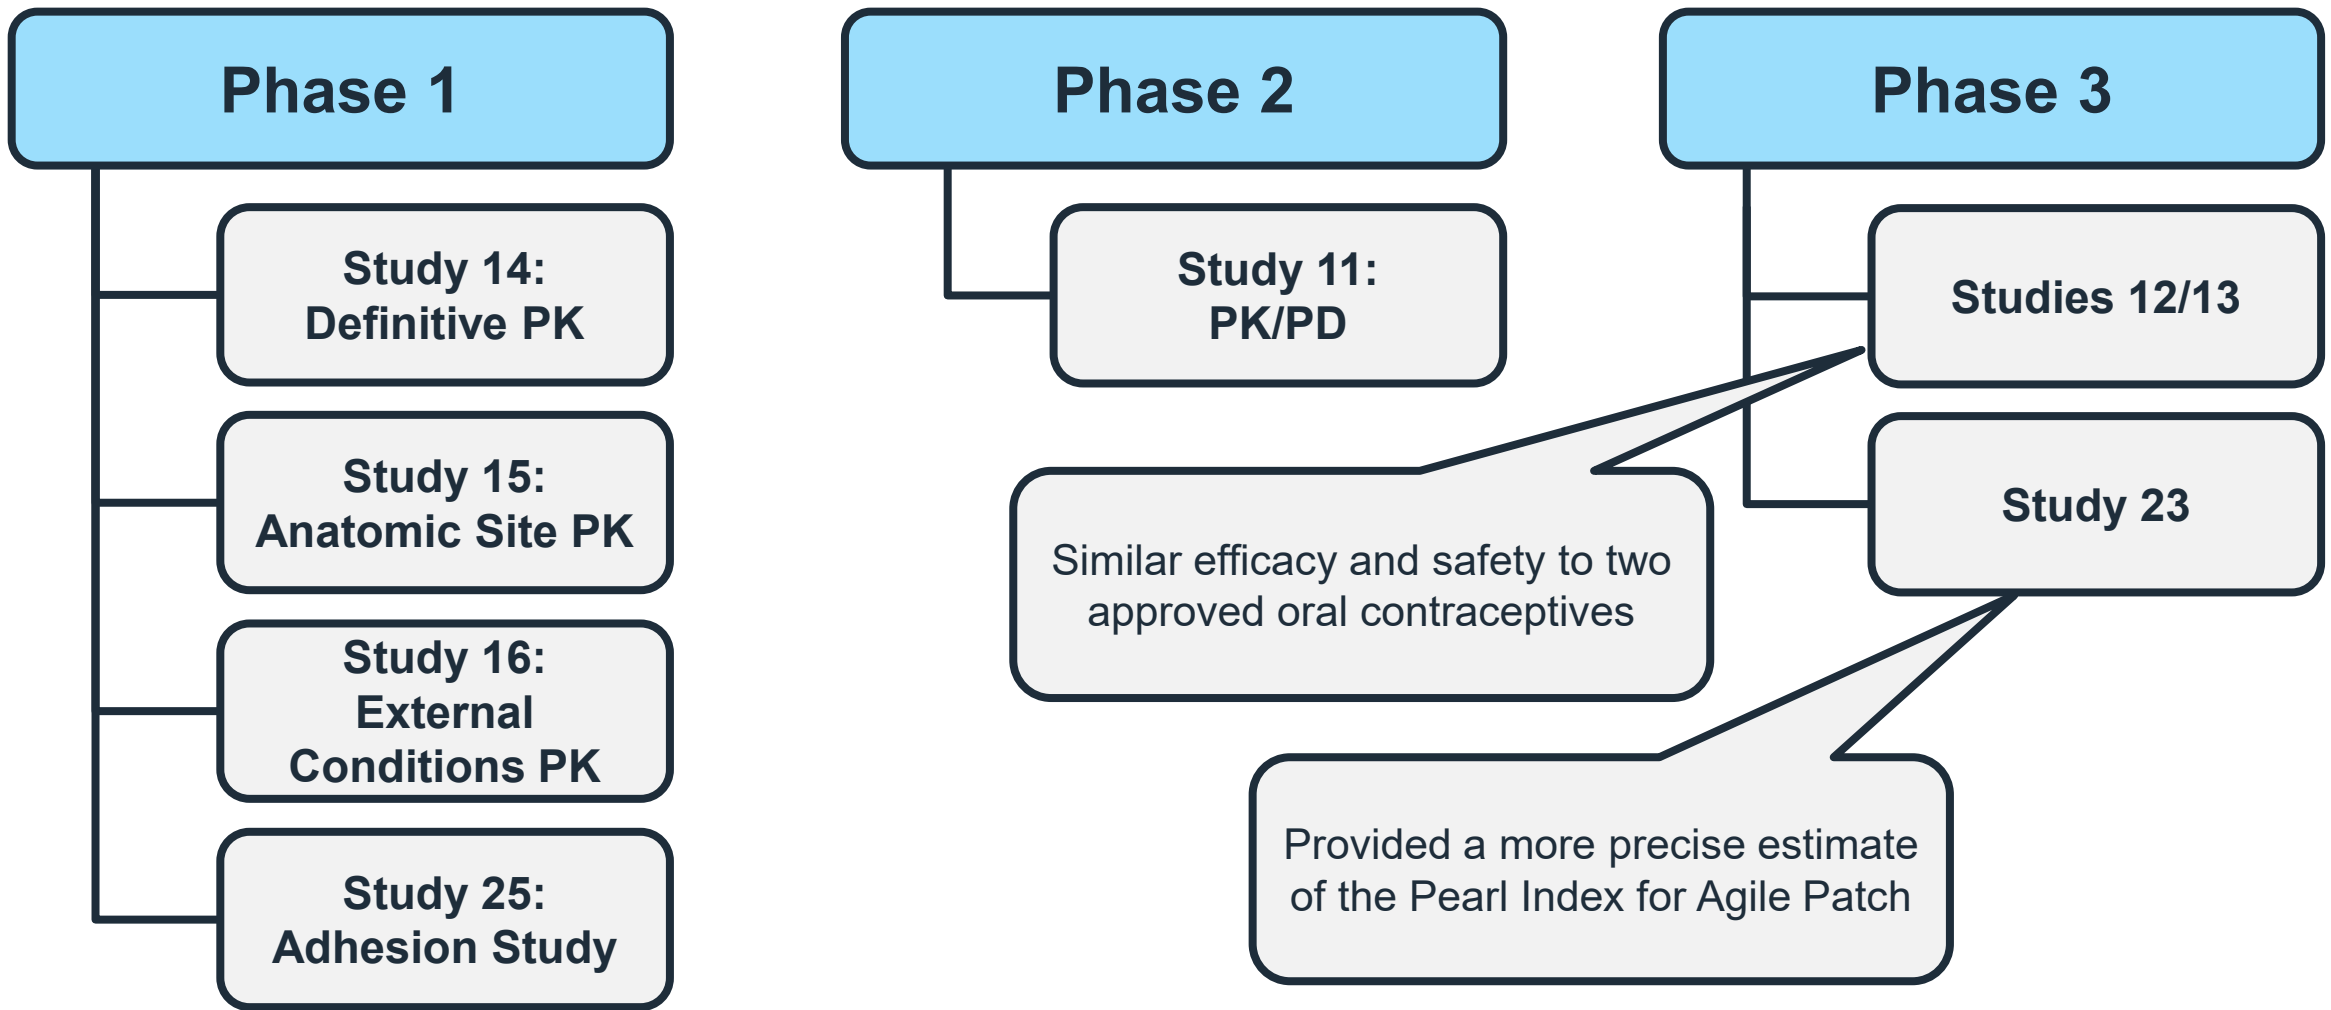 Phase 1
Study 14:
Definitive PK
Study 15:
Anatomic Site PK
Study 16:
External
Conditions PK
Study 25:
Adhesion Study
Phase 2
Study 11:
PK/PD
Phase 3
Studies 12/13
Similar efficacy and safety to two
approved oral contraceptives
Study 23
Provided a more precise estimate
of the Pearl Index for Agile Patch